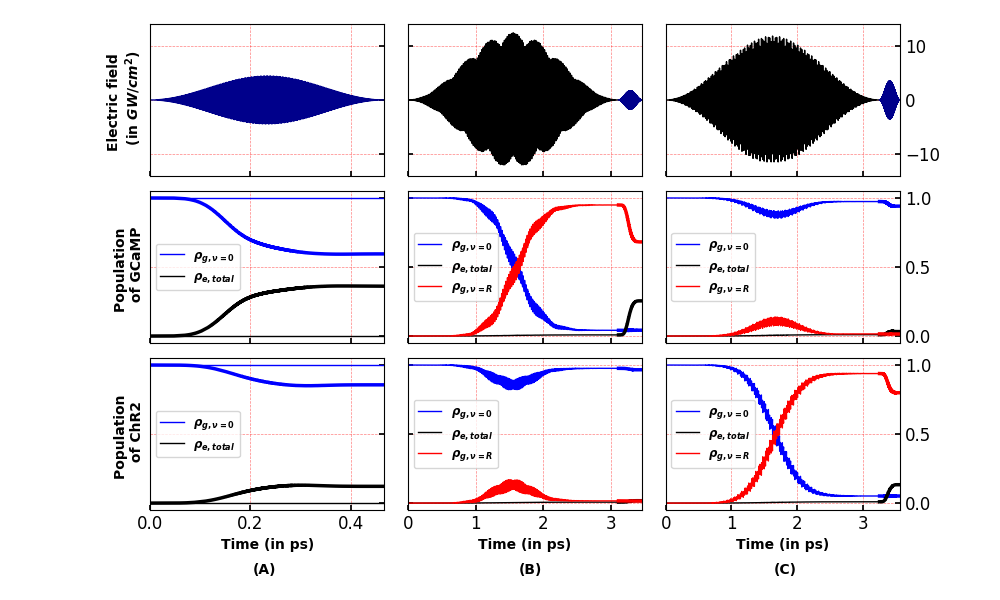 Electric field
(in GW/cm²)
10
0
−10
Population
of GCaMP
ρg,ν=0
ρe,total
ρg,ν=0
ρe,total
ρg,ν=R
ρg,ν=0
ρe,total
ρg,ν=R
1.0
0.5
0.0
Population
of ChR2
ρg,ν=0
ρe,total
ρg,ν=0
ρe,total
ρg,ν=R
ρg,ν=0
ρe,total
ρg,ν=R
1.0
0.5
0.0
0.0 0.2 0.4
0 1 2 3
0 1 2 3
Time (in ps) Time (in ps) Time (in ps)
(A) (B) (C)